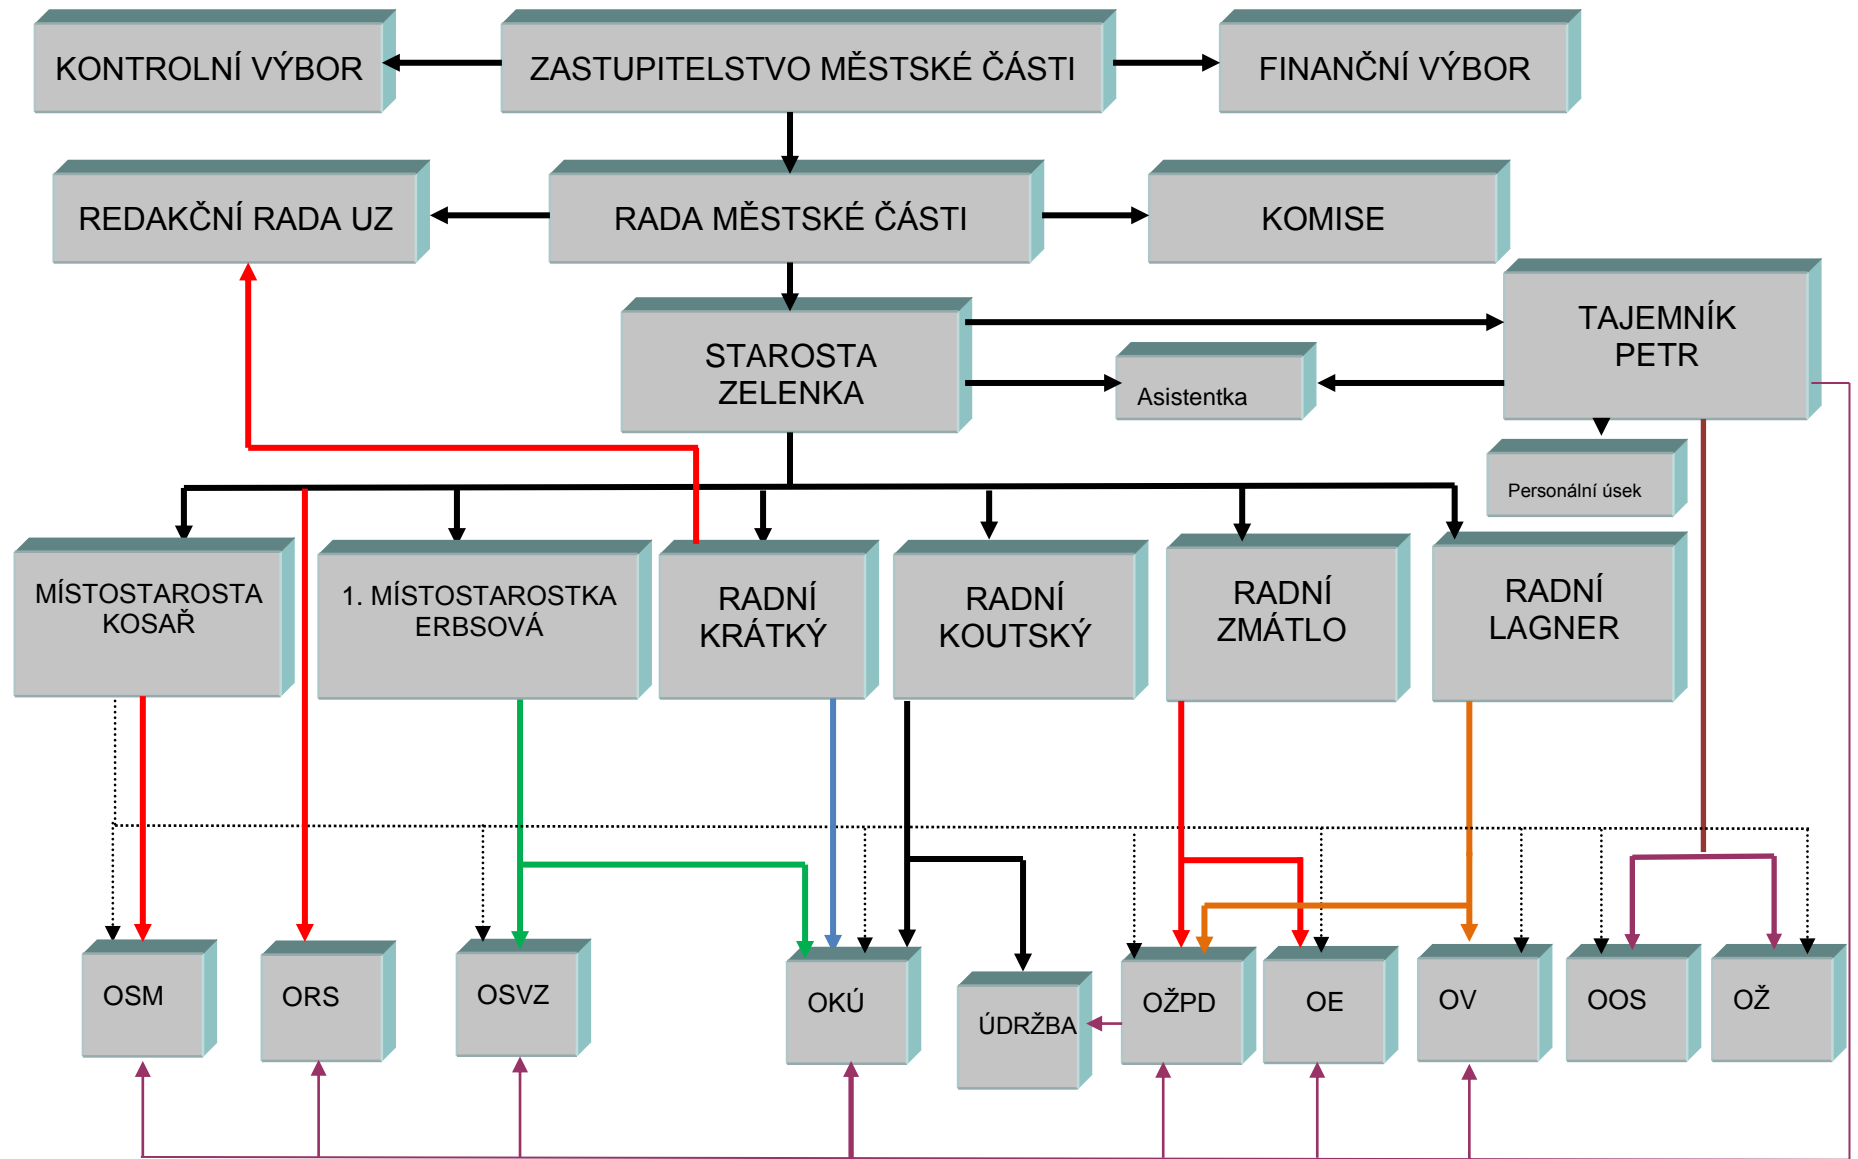 KONTROLNÍ VÝBOR
ZASTUPITELSTVO MĚSTSKÉ ČÁSTI
FINANČNÍ VÝBOR
REDAKČNÍ RADA UZ
RADA MĚSTSKÉ ČÁSTI
KOMISE
STAROSTA
ZELENKA
Asistentka
TAJEMNÍK
PETR
Personální úsek
MÍSTOSTAROSTA
KOSAŘ
1. MÍSTOSTAROSTKA
ERBSOVÁ
RADNÍ
KRÁTKÝ
RADNÍ
KOUTSKÝ
RADNÍ
ZMÁTLO
RADNÍ
LAGNER
OSM
ORS
OSVZ
OKÚ
ÚDRŽBA
OŽPD
OE
OV
OOS
OŽ